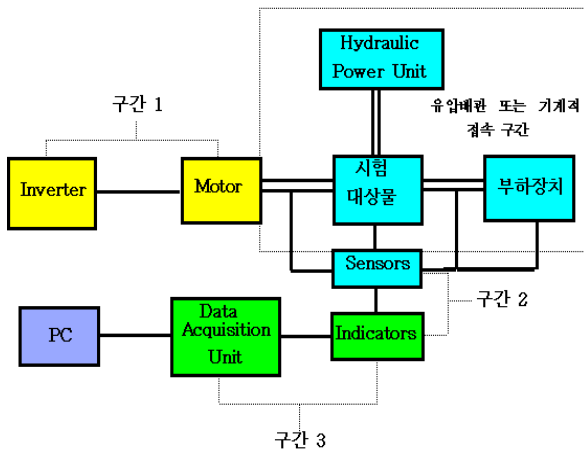 Hydraulic
Power Unit
유압배관 또는 기계적
접속 구간
구간 1
Inverter
Motor
시험
대상물
부하장치
Sensors
구간 2
PC
Data
Acquisition
Unit
Indicators
구간 3